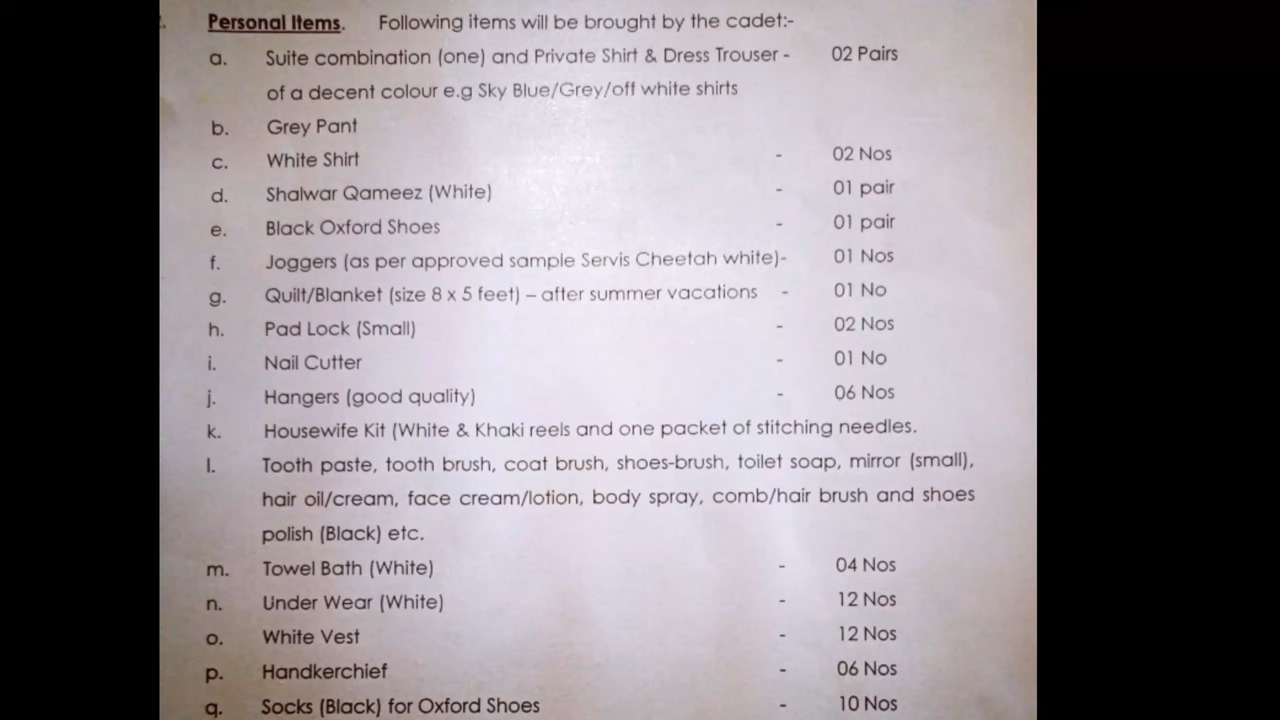 Personal Items. Following items will be brought by the cadet:-
a. Suite combination (one) and Private Shirt & Dress Trouser - 02 Pairs
of a decent colour e.g Sky Blue/Grey/off white shirts
b. Grey Pant
c. White Shirt - 02 Nos
d. Shalwar Qameez (White) - 01 pair
e. Black Oxford Shoes - 01 pair
f. Joggers (as per approved sample Servis Cheetah white)- 01 Nos
g. Quilt/Blanket (size 8 x 5 feet) – after summer vacations - 01 No
h. Pad Lock (Small) - 02 Nos
i. Nail Cutter - 01 No
j. Hangers (good quality) - 06 Nos
k. Housewife Kit (White & Khaki reels and one packet of stitching needles.
l. Tooth paste, tooth brush, coat brush, shoes-brush, toilet soap, mirror (small),
hair oil/cream, face cream/lotion, body spray, comb/hair brush and shoes
polish (Black) etc.
m. Towel Bath (White) - 04 Nos
n. Under Wear (White) - 12 Nos
o. White Vest - 12 Nos
p. Handkerchief - 06 Nos
q. Socks (Black) for Oxford Shoes - 10 Nos